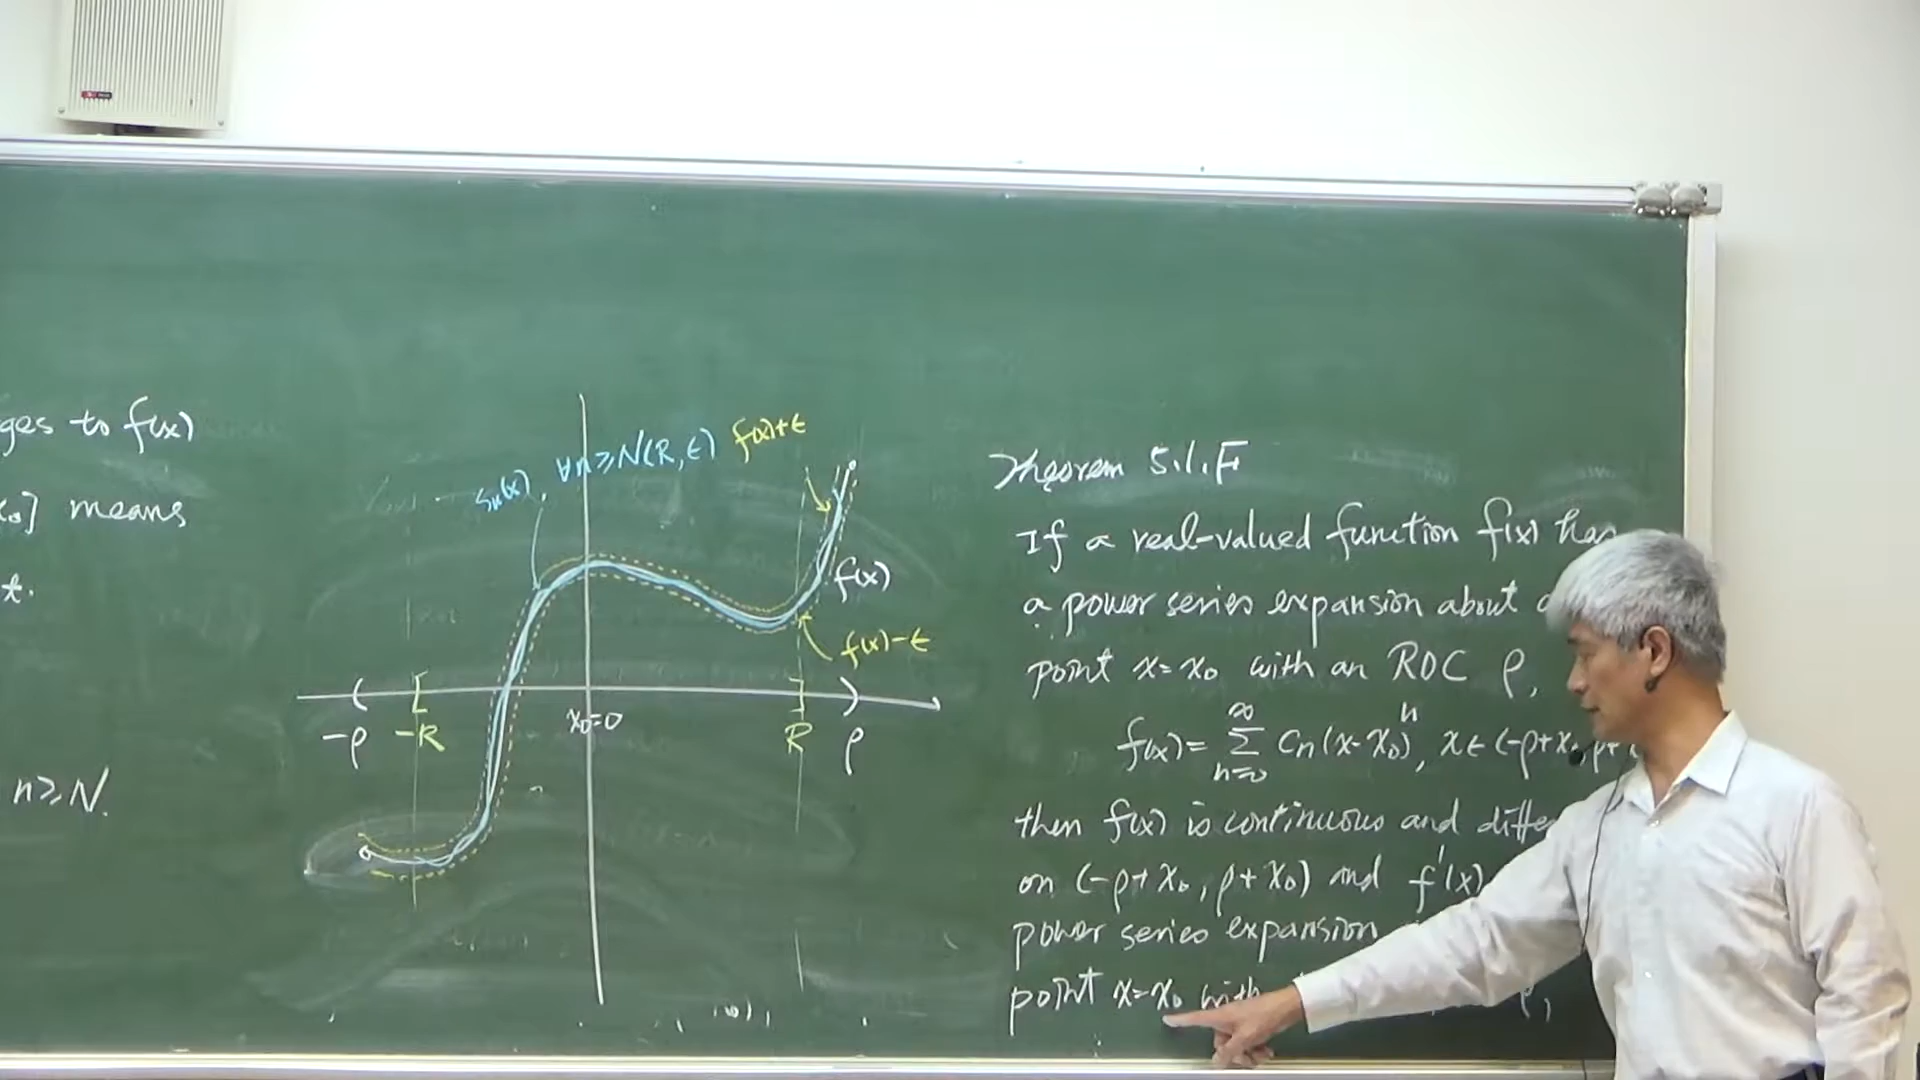 ges to f(x)
x₀] means
t.
n ≥ N.
Sₙ(x), ∀n ≥ N(R, ε)
f(x)+ε
f(x)
f(x)-ε
( [ ] )
-ρ -R x₀=0 R ρ
Theorem 5.1.F
If a real-valued function f(x) has
a power series expansion about
point x = x₀ with an ROC ρ,
f(x) = ∑_{n=0}^{∞} Cₙ(x-x₀)ⁿ, x ∈ (-ρ+x₀, ρ+
then f(x) is continuous and diffe
on (-ρ+x₀, ρ+x₀) and f'(x)
power series expansion
point x=x₀ with ρ,